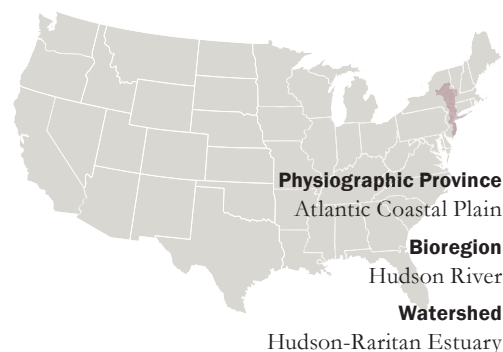 Physiographic Province
Atlantic Coastal Plain
Bioregion
Hudson River
Watershed
Hudson-Raritan Estuary